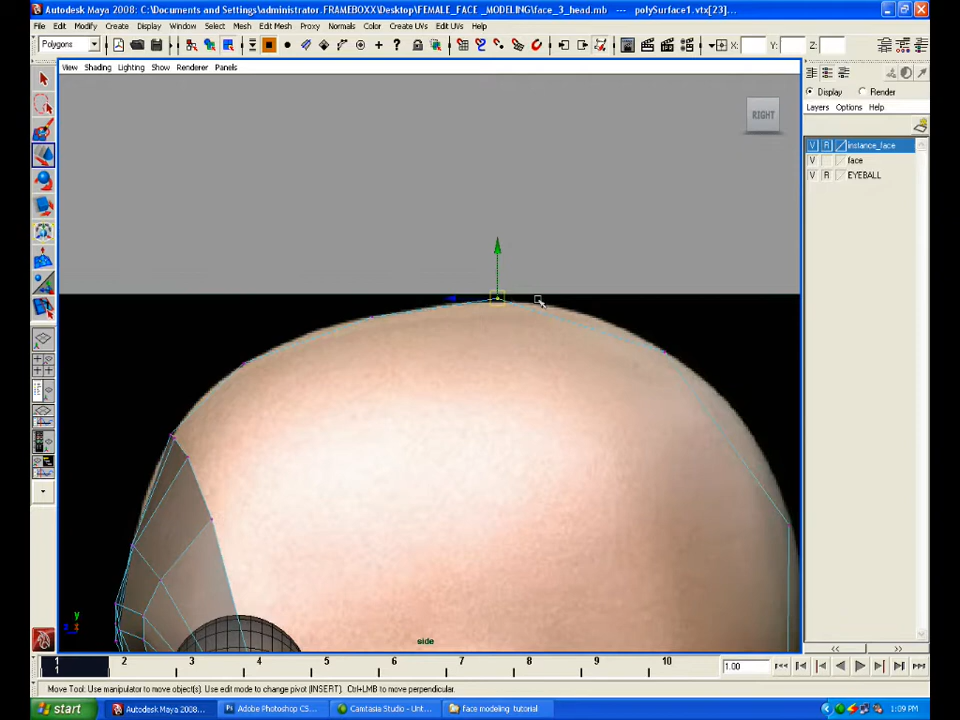 Autodesk Maya 2008: C:\Documents and Settings\administrator.FRAMEBOXX\Desktop\FEMALE_FACE _MODELING\face_3_head.mb --- polySurface1.vtx[23]...
File Edit Modify Create Display Window Select Mesh Edit Mesh Proxy Normals Color Create UVs Edit UVs Help
Polygons X: Y: Z:
View Shading Lighting Show Renderer Panels
Display Render
Layers Options Help
RIGHT
V R instance_face
V face
V R EYEBALL
y
z x
side
1 2 3 4 5 6 7 8 9 10
1
1.00
Move Tool: Use manipulator to move object(s). Use edit mode to change pivot (INSERT). Ctrl+LMB to move perpendicular.
start Autodesk Maya 2008... Adobe Photoshop CS... Camtasia Studio - Unt... face modeling tutorial 1:09 PM